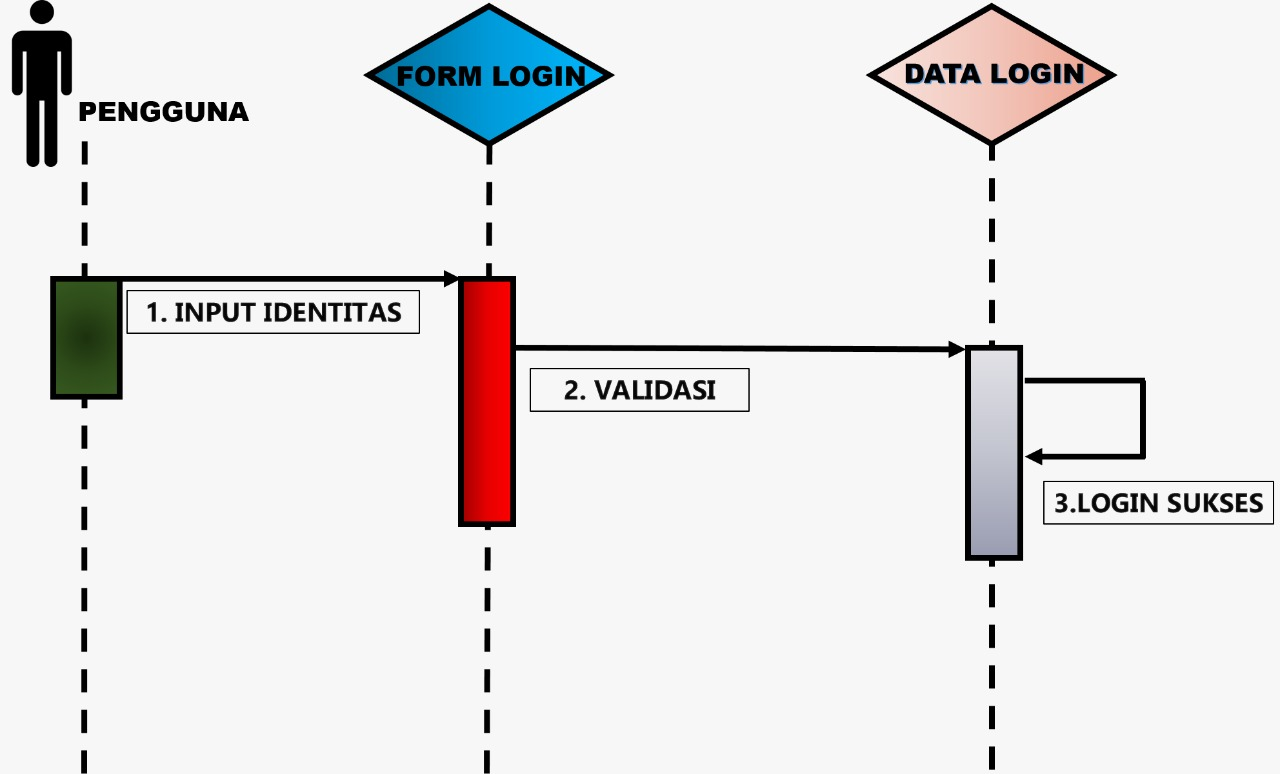 PENGGUNA
FORM LOGIN
DATA LOGIN
1. INPUT IDENTITAS
2. VALIDASI
3.LOGIN SUKSES